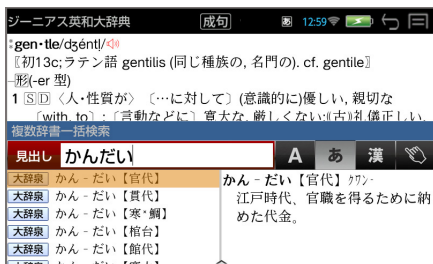 ジーニアス英和大辞典 成句 12:59
gen・tle/dʒéntl/
〖初13c;ラテン語 gentilis (同じ種族の, 名門の). cf. gentile〗
—形(-er 型)
1 S D 〈人・性質が〉〔…に対して〕(意識的に)優しい, 親切な
〔with, to〕;〔言動などに〕寛大な, 厳しくない;《古》礼儀正しい,
複数辞書一括検索
見出し かんだい A あ 漢
大辞泉 かん‐だい【官代】
大辞泉 かん‐だい【貫代】
大辞泉 かん‐だい【寒×鯛】
大辞泉 かん‐だい【棺台】
大辞泉 かん‐だい【館代】
かん‐だい【官代】クワン-
江戸時代、官職を得るために納
めた代金。